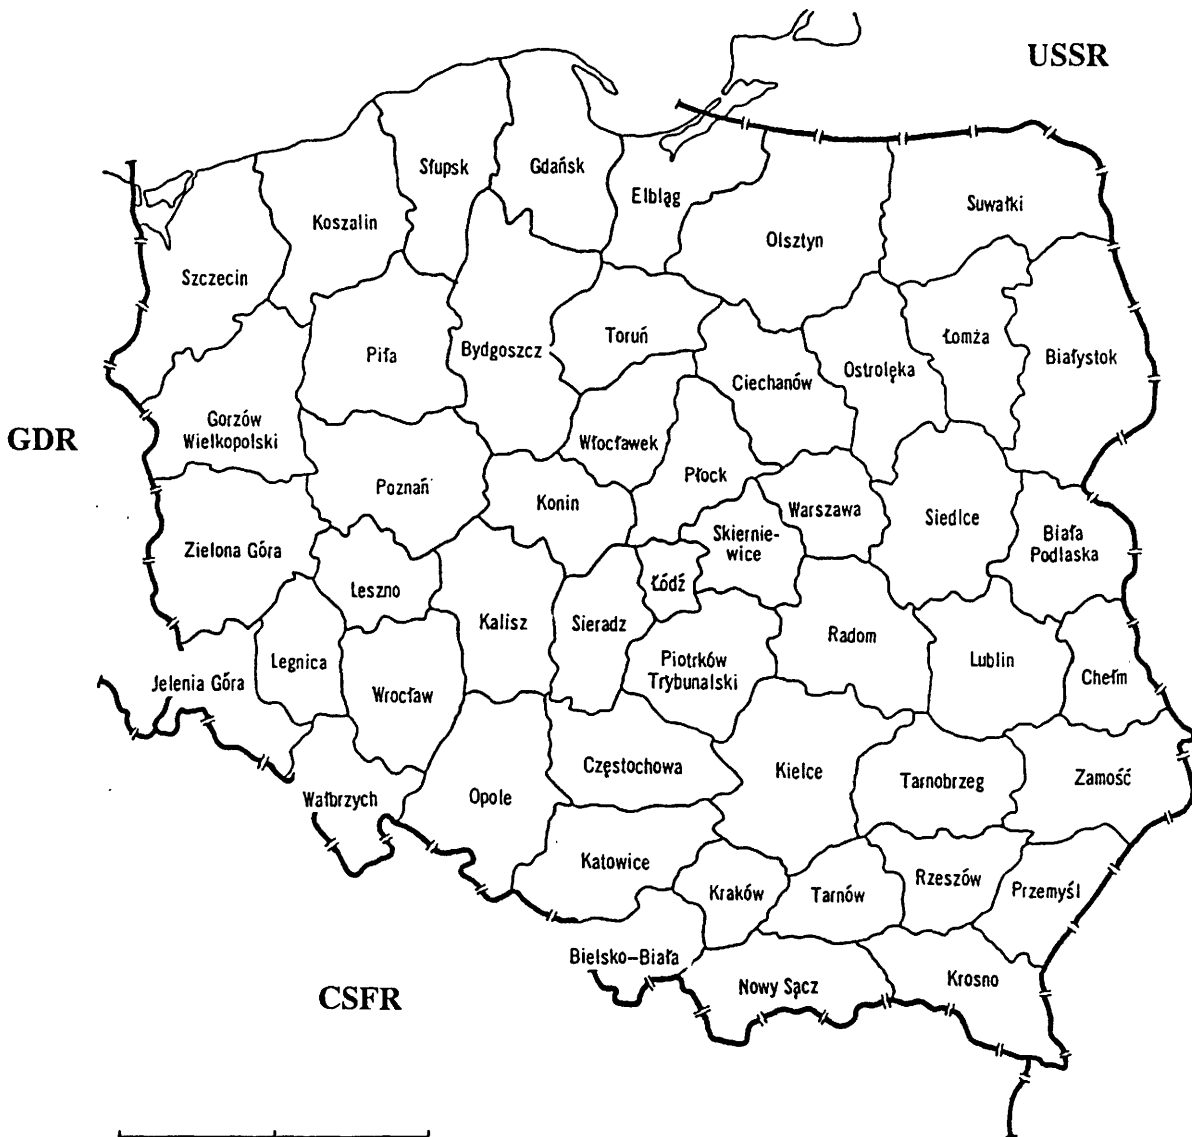 USSR
Słupsk
Gdańsk
Elbląg
Suwałki
Koszalin
Olsztyn
Szczecin
Piła
Bydgoszcz
Toruń
Łomża
Białystok
Ciechanów
Ostrolęka
GDR
Gorzów
Wielkopolski
Włocławek
Płock
Poznań
Konin
Warszawa
Siedlce
Skiernie-
wice
Biała
Podlaska
Zielona Góra
Leszno
Łódź
Kalisz
Sieradz
Radom
Legnica
Piotrków
Trybunalski
Lublin
Chełm
Jelenia Góra
Wrocław
Częstochowa
Kielce
Tarnobrzeg
Zamość
Wałbrzych
Opole
Katowice
Kraków
Tarnów
Rzeszów
Przemyśl
Bielsko-Biała
Nowy Sącz
Krosno
CSFR